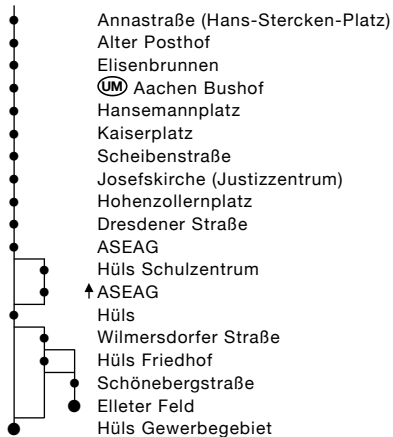 Annastraße (Hans-Stercken-Platz)
Alter Posthof
Elisenbrunnen
UM Aachen Bushof
Hansemannplatz
Kaiserplatz
Scheibenstraße
Josefskirche (Justizzentrum)
Hohenzollernplatz
Dresdener Straße
ASEAG
Hüls Schulzentrum
ASEAG
Hüls
Wilmersdorfer Straße
Hüls Friedhof
Schönebergstraße
Elleter Feld
Hüls Gewerbegebiet